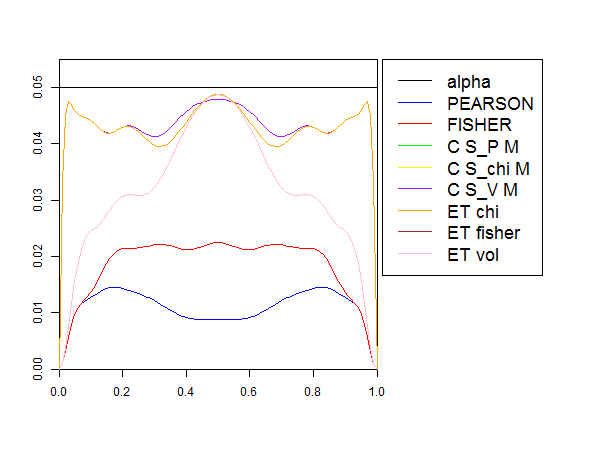 0.05
0.04
0.03
0.02
0.01
0.00
0.0 0.2 0.4 0.6 0.8 1.0
alpha
PEARSON
FISHER
C S_P M
C S_chi M
C S_V M
ET chi
ET fisher
ET vol